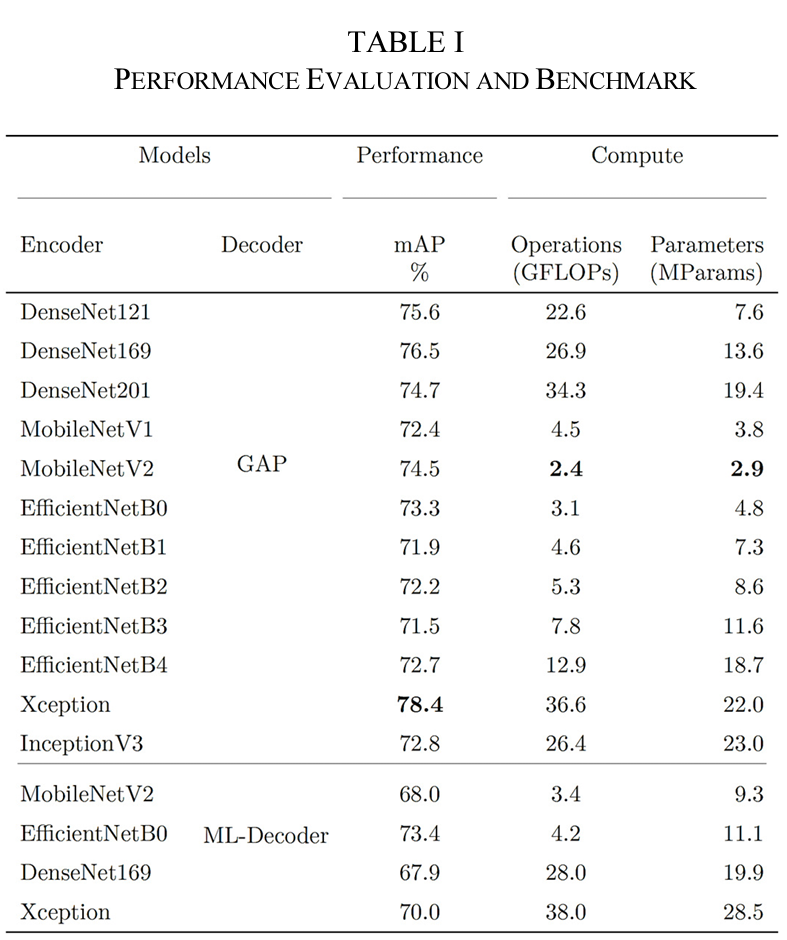 TABLE I
PERFORMANCE EVALUATION AND BENCHMARK
Models Performance Compute
Encoder Decoder mAP Operations Parameters
% (GFLOPs) (MParams)
DenseNet121 75.6 22.6 7.6
DenseNet169 76.5 26.9 13.6
DenseNet201 74.7 34.3 19.4
MobileNetV1 72.4 4.5 3.8
MobileNetV2 GAP 74.5 2.4 2.9
EfficientNetB0 73.3 3.1 4.8
EfficientNetB1 71.9 4.6 7.3
EfficientNetB2 72.2 5.3 8.6
EfficientNetB3 71.5 7.8 11.6
EfficientNetB4 72.7 12.9 18.7
Xception 78.4 36.6 22.0
InceptionV3 72.8 26.4 23.0
MobileNetV2 68.0 3.4 9.3
EfficientNetB0 ML-Decoder 73.4 4.2 11.1
DenseNet169 67.9 28.0 19.9
Xception 70.0 38.0 28.5